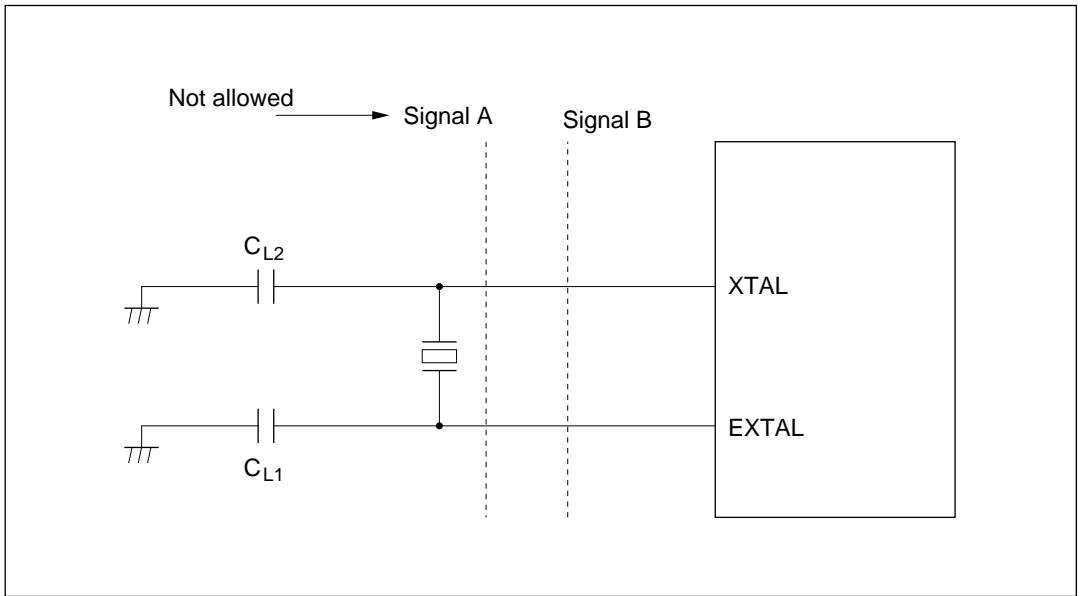 Not allowed
Signal A
Signal B
CL2
XTAL
EXTAL
CL1